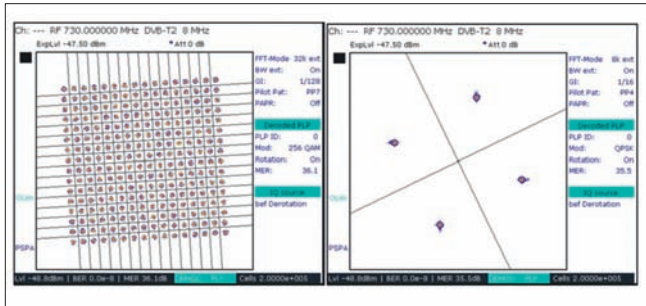 Ch: --- RF 730.000000 MHz DVB-T2 8 MHz
ExpLvl -47.50 dBm *Att 0 dB
FFT-Mode 32k ext
BW ext: On
GI: 1/128
Pilot Pat: PP7
PAPR: Off
Decoded PLP
PLP ID: 0
Mod: 256 QAM
Rotation: On
MER: 36.1
IQ source
bef Derotation
PSPA
Lvl -48.8dBm | BER 0.0e-8 | MER 36.1dB
Cells 2.0000e+005
Ch: --- RF 730.000000 MHz DVB-T2 8 MHz
ExpLvl -47.50 dBm *Att 0 dB
FFT-Mode 8k ext
BW ext: On
GI: 1/16
Pilot Pat: PP4
PAPR: Off
Decoded PLP
PLP ID: 0
Mod: QPSK
Rotation: On
MER: 35.5
IQ source
bef Derotation
PSPA
Lvl -48.8dBm | BER 0.0e-8 | MER 35.5dB
Cells 2.0000e+005